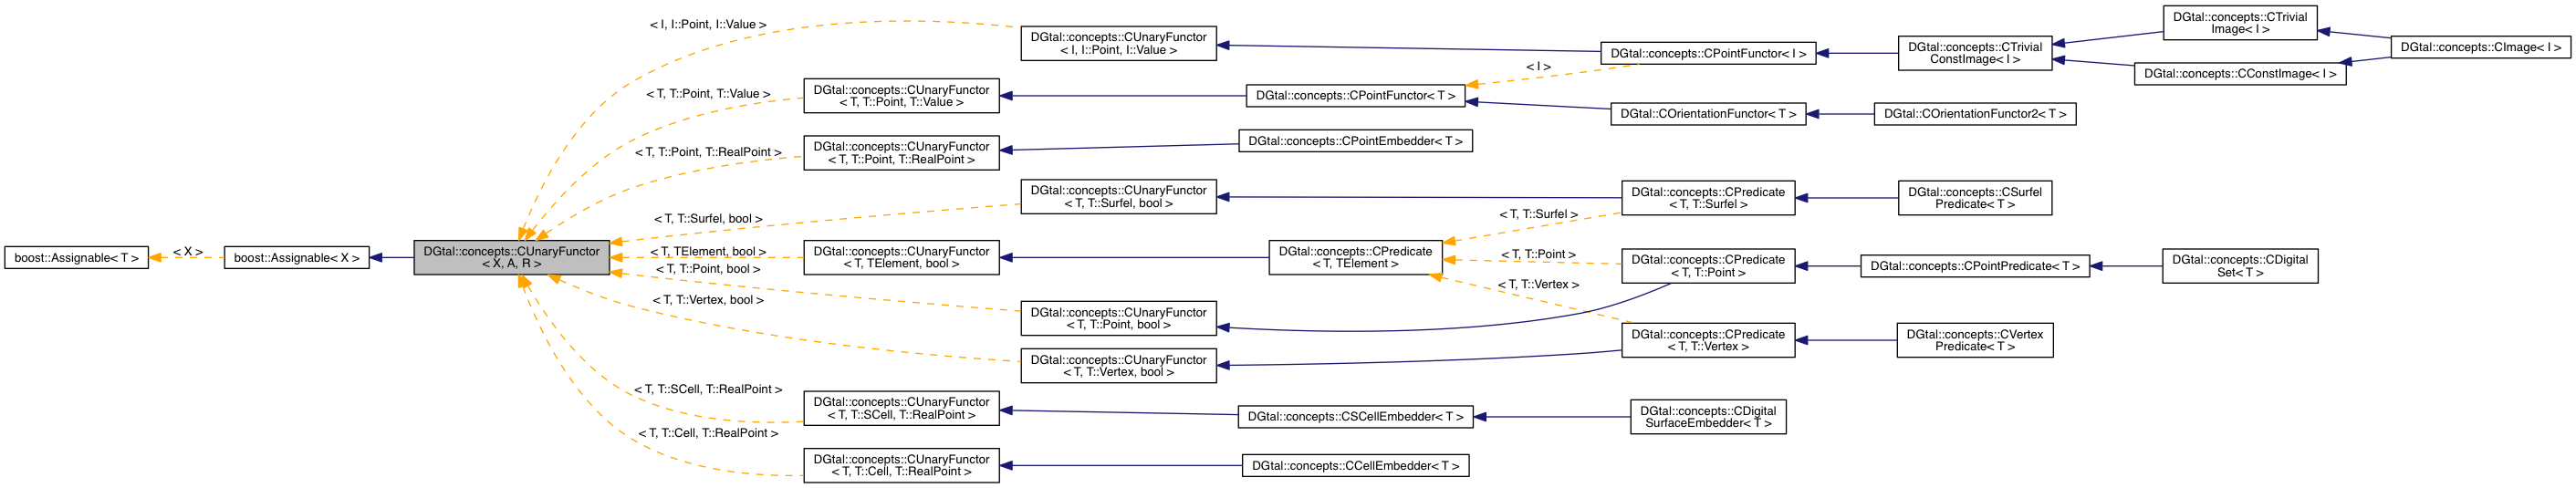 boost::Assignable< T >
< X >
boost::Assignable< X >
DGtal::concepts::CUnaryFunctor
< X, A, R >
< I, I::Point, I::Value >
< T, T::Point, T::Value >
< T, T::Point, T::RealPoint >
< T, T::Surfel, bool >
< T, TElement, bool >
< T, T::Point, bool >
< T, T::Vertex, bool >
< T, T::SCell, T::RealPoint >
< T, T::Cell, T::RealPoint >
DGtal::concepts::CUnaryFunctor
< I, I::Point, I::Value >
DGtal::concepts::CUnaryFunctor
< T, T::Point, T::Value >
DGtal::concepts::CUnaryFunctor
< T, T::Point, T::RealPoint >
DGtal::concepts::CUnaryFunctor
< T, T::Surfel, bool >
DGtal::concepts::CUnaryFunctor
< T, TElement, bool >
DGtal::concepts::CUnaryFunctor
< T, T::Point, bool >
DGtal::concepts::CUnaryFunctor
< T, T::Vertex, bool >
DGtal::concepts::CUnaryFunctor
< T, T::SCell, T::RealPoint >
DGtal::concepts::CUnaryFunctor
< T, T::Cell, T::RealPoint >
DGtal::concepts::CPointFunctor< T >
DGtal::concepts::CPointEmbedder< T >
DGtal::concepts::CPredicate
< T, TElement >
DGtal::concepts::CSCellEmbedder< T >
DGtal::concepts::CCellEmbedder< T >
< I >
< T, T::Surfel >
< T, T::Point >
< T, T::Vertex >
DGtal::concepts::CPointFunctor< I >
DGtal::COrientationFunctor< T >
DGtal::concepts::CPredicate
< T, T::Surfel >
DGtal::concepts::CPredicate
< T, T::Point >
DGtal::concepts::CPredicate
< T, T::Vertex >
DGtal::concepts::CDigital
SurfaceEmbedder< T >
DGtal::concepts::CTrivial
ConstImage< I >
DGtal::COrientationFunctor2< T >
DGtal::concepts::CSurfel
Predicate< T >
DGtal::concepts::CPointPredicate< T >
DGtal::concepts::CVertex
Predicate< T >
DGtal::concepts::CTrivial
Image< I >
DGtal::concepts::CConstImage< I >
DGtal::concepts::CDigital
Set< T >
DGtal::concepts::CImage< I >